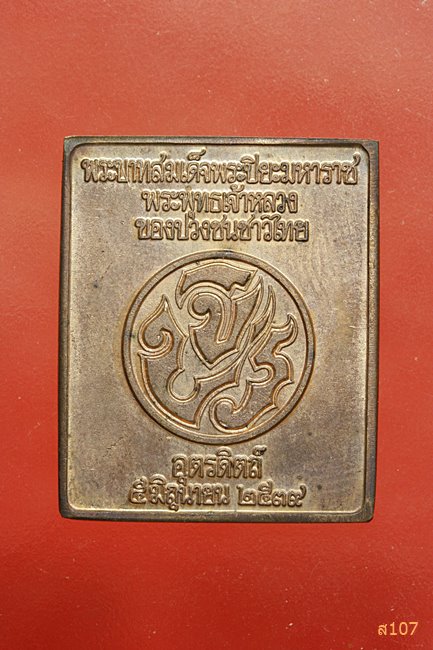 พระบาทสมเด็จพระปิยะมหาราช
พระพุทธเจ้าหลวง
ของปวงชนชาวไทย
อุตรดิตถ์
๕ มิถุนายน ๒๕๓๙
ส107